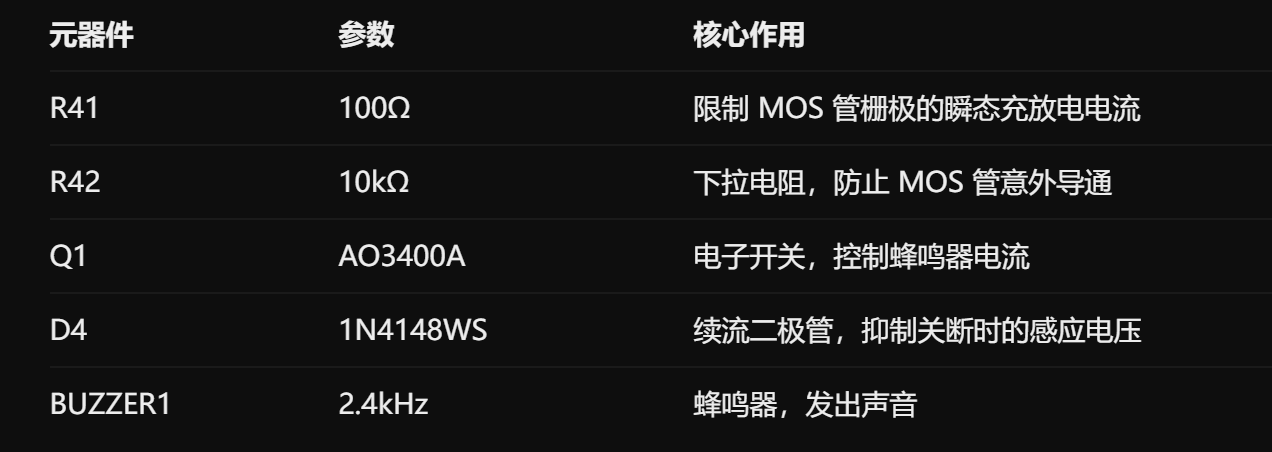 元器件 参数 核心作用
R41 100Ω 限制 MOS 管栅极的瞬态充放电电流
R42 10kΩ 下拉电阻，防止 MOS 管意外导通
Q1 AO3400A 电子开关，控制蜂鸣器电流
D4 1N4148WS 续流二极管，抑制关断时的感应电压
BUZZER1 2.4kHz 蜂鸣器，发出声音